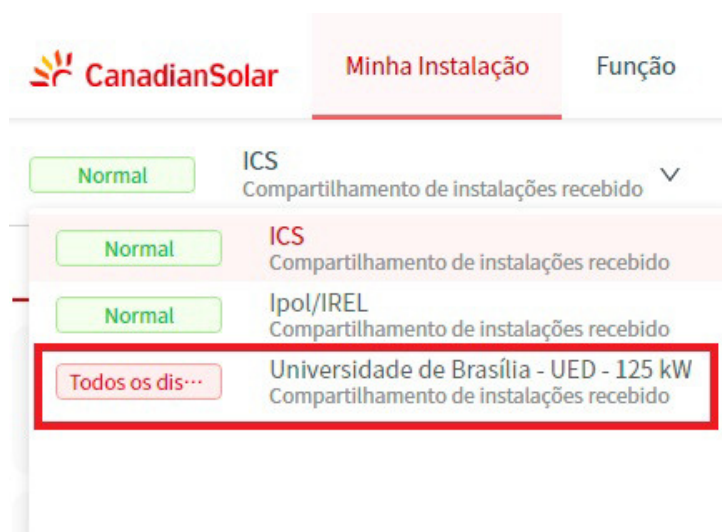 CanadianSolar Minha Instalação Função
Normal ICS
Compartilhamento de instalações recebido
Normal ICS
Compartilhamento de instalações recebido
Normal Ipol/IREL
Compartilhamento de instalações recebido
Todos os dis··· Universidade de Brasília - UED - 125 kW
Compartilhamento de instalações recebido